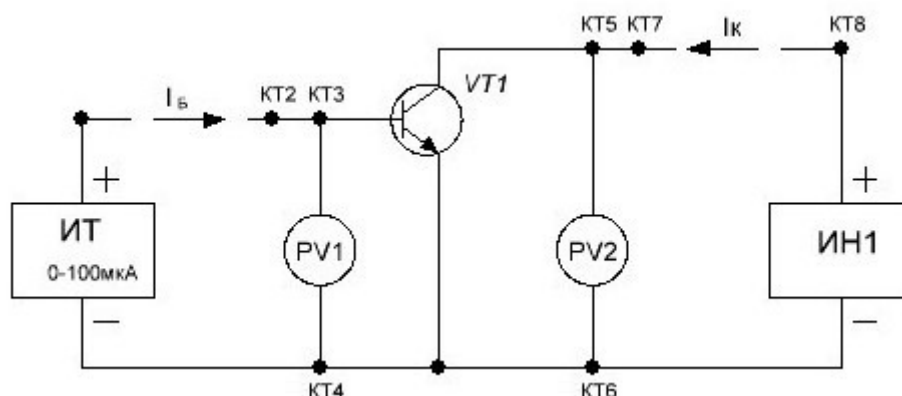 КТ5 КТ7 Iк КТ8
VT1
IБ КТ2 КТ3
+ +
ИТ ИН1
0-100мкА
PV1 PV2
− −
КТ4 КТ6